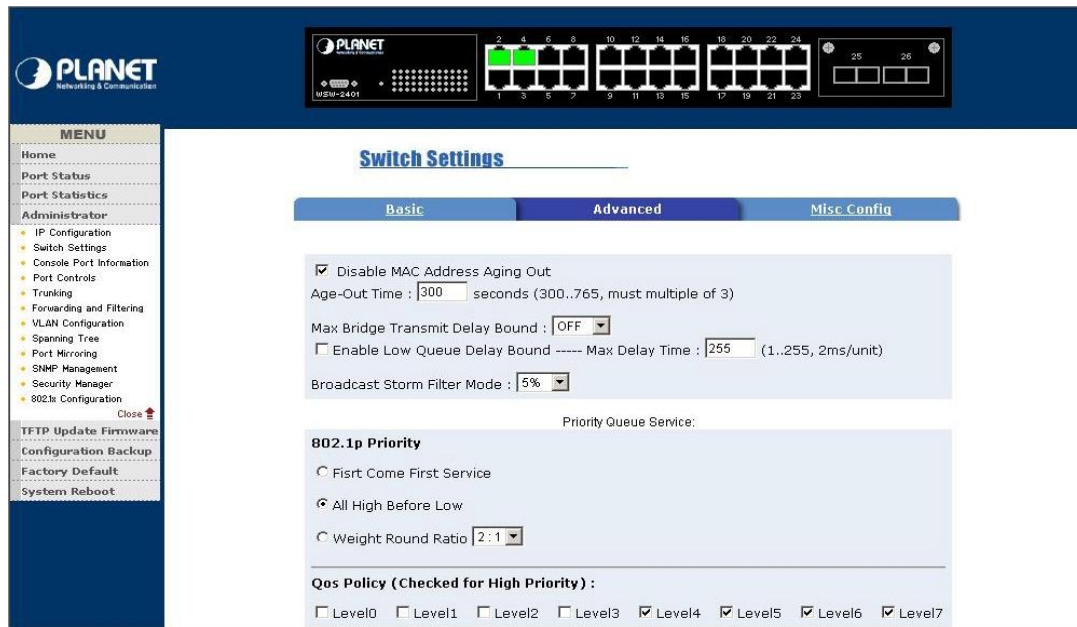 PLANET
Networking & Communication
PLANET
Networking & Communication
WSW-2401
2 4 6 8 10 12 14 16 18 20 22 24
1 3 5 7 9 11 13 15 17 19 21 23
25 26
MENU
Home
Port Status
Port Statistics
Administrator
IP Configuration
Switch Settings
Console Port Information
Port Controls
Trunking
Forwarding and Filtering
VLAN Configuration
Spanning Tree
Port Mirroring
SNMP Management
Security Manager
802.1x Configuration
Close
TFTP Update Firmware
Configuration Backup
Factory Default
System Reboot
Switch Settings
Basic Advanced Misc Config
Disable MAC Address Aging Out
Age-Out Time : 300 seconds (300..765, must multiple of 3)
Max Bridge Transmit Delay Bound : OFF
Enable Low Queue Delay Bound ----- Max Delay Time : 255 (1..255, 2ms/unit)
Broadcast Storm Filter Mode : 5%
Priority Queue Service:
802.1p Priority
Fisrt Come First Service
All High Before Low
Weight Round Ratio 2:1
Qos Policy (Checked for High Priority) :
Level0 Level1 Level2 Level3 Level4 Level5 Level6 Level7